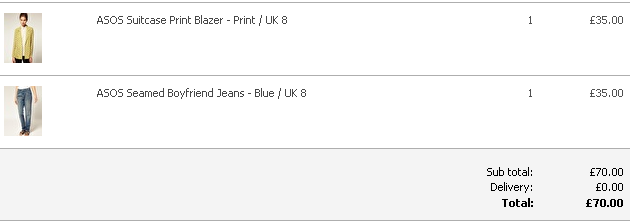 ASOS Suitcase Print Blazer - Print / UK 8 1 £35.00
ASOS Seamed Boyfriend Jeans - Blue / UK 8 1 £35.00
Sub total: £70.00
Delivery: £0.00
Total: £70.00